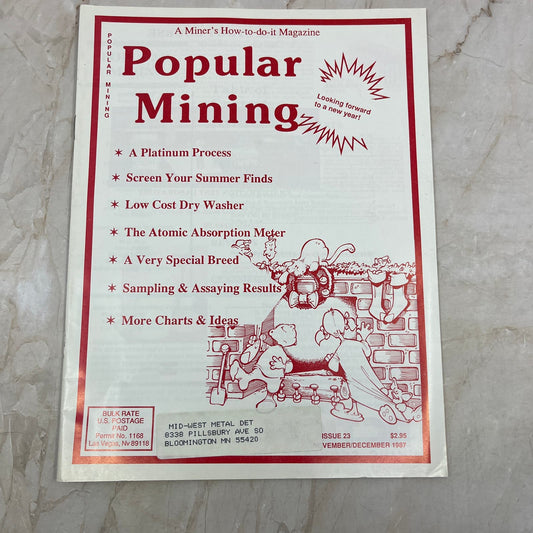 A Miner's How-to-do-it Magazine
POPULAR MINING
Popular
Mining
Looking forward
to a new year!
✶ A Platinum Process
✶ Screen Your Summer Finds
✶ Low Cost Dry Washer
✶ The Atomic Absorption Meter
✶ A Very Special Breed
✶ Sampling & Assaying Results
✶ More Charts & Ideas
BULK RATE
U.S. POSTAGE
PAID
Permit No. 1168
Las Vegas, Nv 89118
MID-WEST METAL DET
8338 PILLSBURY AVE SO
BLOOMINGTON MN 55420
ISSUE 23 $2.95
VEMBER/DECEMBER 1987